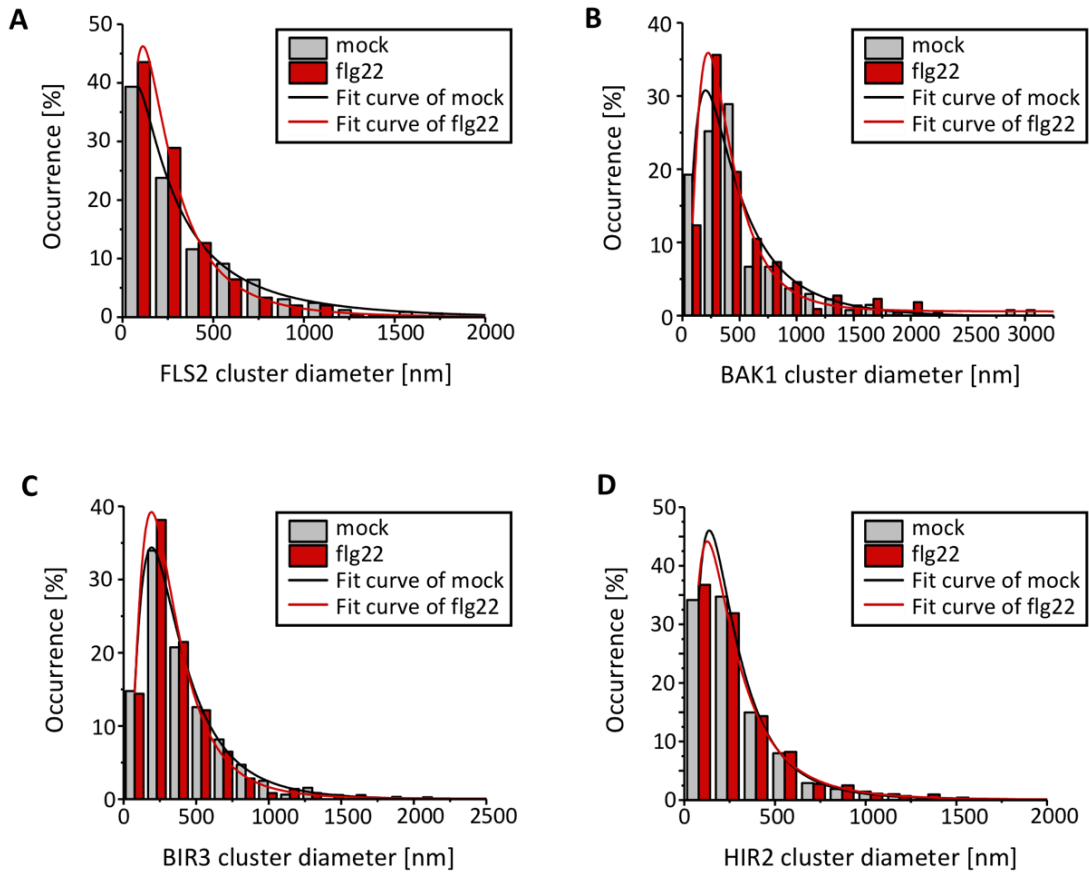 A
Occurrence [%]
50
40
30
20
10
0
0 500 1000 1500 2000
FLS2 cluster diameter [nm]
mock
flg22
Fit curve of mock
Fit curve of flg22
B
Occurrence [%]
40
30
20
10
0
0 500 1000 1500 2000 2500 3000
BAK1 cluster diameter [nm]
mock
flg22
Fit curve of mock
Fit curve of flg22
C
Occurrence [%]
40
30
20
10
0
0 500 1000 1500 2000 2500
BIR3 cluster diameter [nm]
mock
flg22
Fit curve of mock
Fit curve of flg22
D
Occurrence [%]
50
40
30
20
10
0
0 500 1000 1500 2000
HIR2 cluster diameter [nm]
mock
flg22
Fit curve of mock
Fit curve of flg22